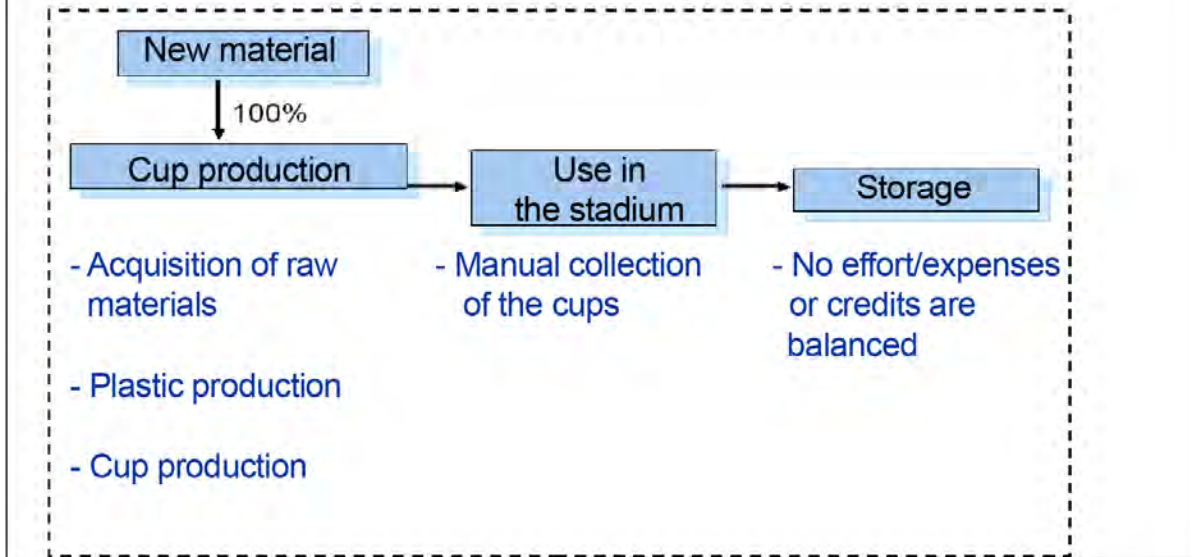 New material
100%
Cup production
Use in
the stadium
Storage
- Acquisition of raw
materials
- Plastic production
- Cup production
- Manual collection
of the cups
- No effort/expenses
or credits are
balanced